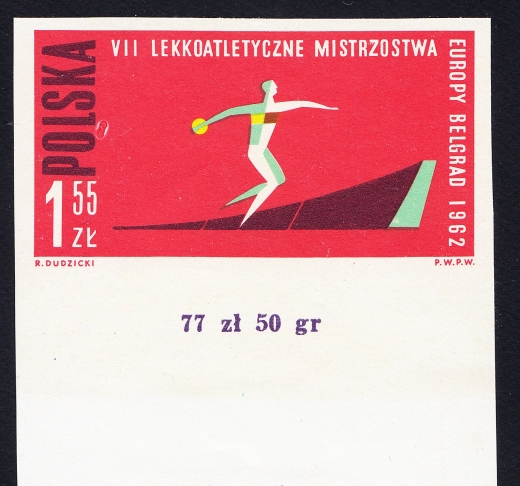 POLSKA
VII LEKKOATLETYCZNE MISTRZOSTWA
EUROPY BELGRAD 1962
1 55
ZŁ
R. DUDZICKI
P.W.P.W.
77 zł 50 gr